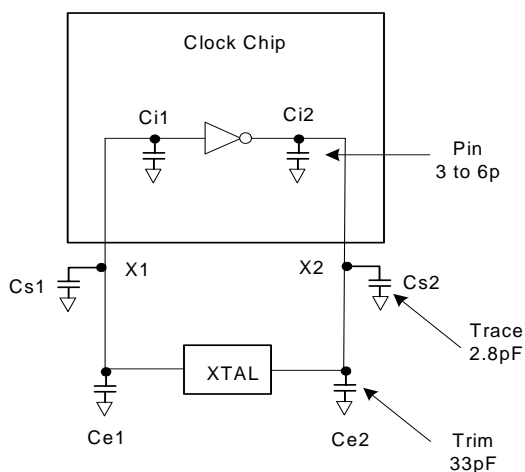 Clock Chip
Ci1
Ci2
Pin
3 to 6p
X1
X2
Cs1
Cs2
Trace
2.8pF
XTAL
Ce1
Ce2
Trim
33pF